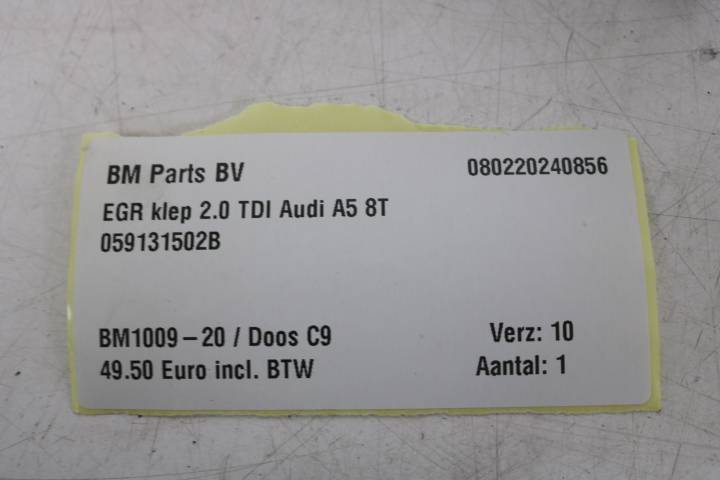 BM Parts BV 080220240856
EGR klep 2.0 TDI Audi A5 8T
059131502B
BM1009-20 / Doos C9 Verz: 10
49.50 Euro incl. BTW Aantal: 1